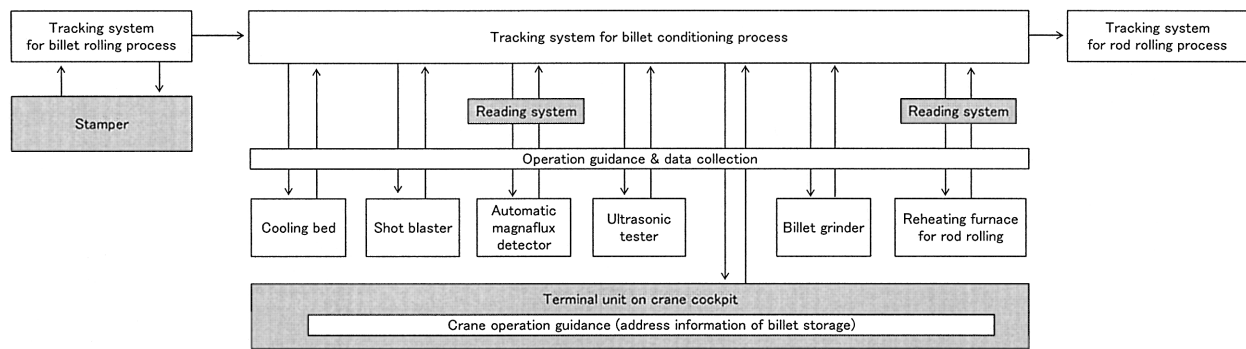 Tracking system
for billet rolling process
Tracking system for billet conditioning process
Tracking system
for rod rolling process
Stamper
Reading system
Reading system
Operation guidance & data collection
Cooling bed
Shot blaster
Automatic
magnaflux
detector
Ultrasonic
tester
Billet grinder
Reheating furnace
for rod rolling
Terminal unit on crane cockpit
Crane operation guidance (address information of billet storage)